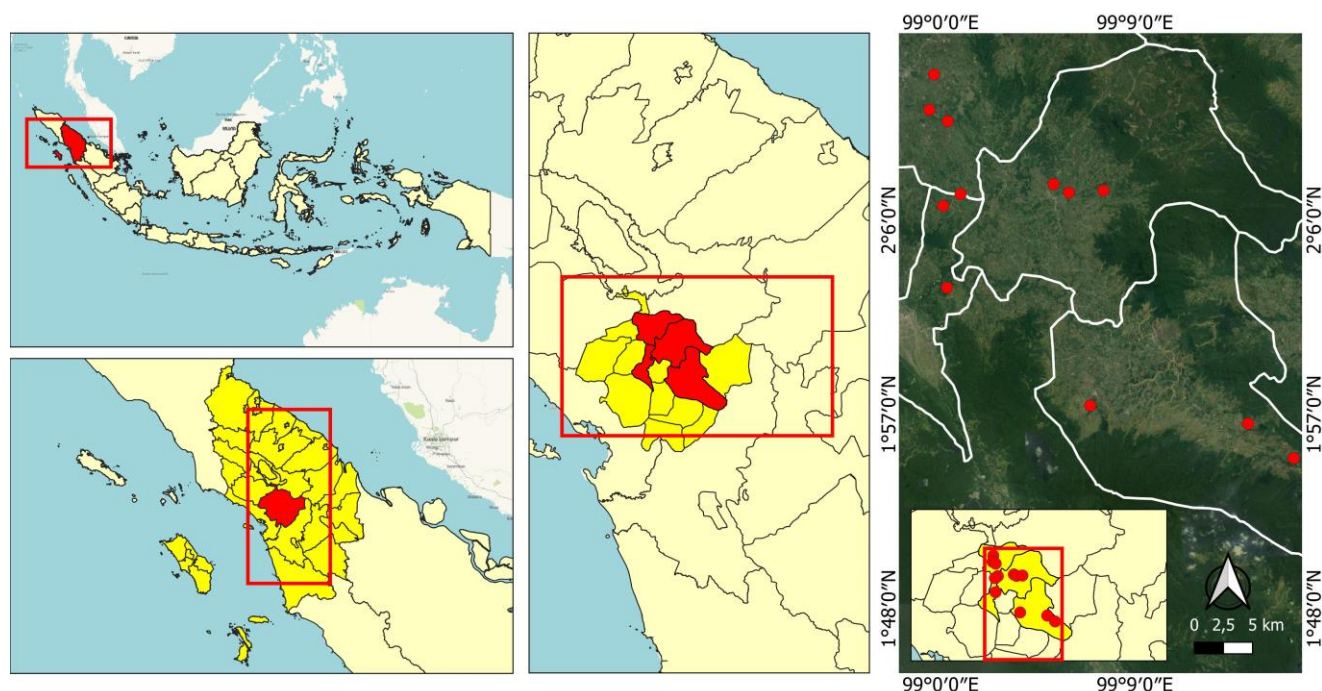 99°0′0″E
99°9′0″E
2°6′0″N
2°6′0″N
1°57′0″N
1°57′0″N
1°48′0″N
1°48′0″N
Kuala Lumpur
0 2,5 5 km
99°0′0″E
99°9′0″E